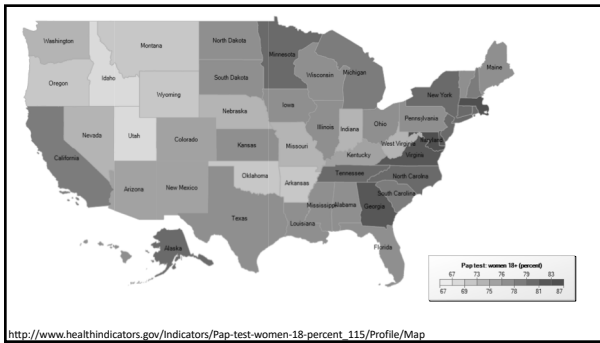 Washington
Montana
North Dakota
Minnesota
Maine
Oregon
Idaho
Wyoming
South Dakota
Wisconsin
Michigan
New York
Nevada
Utah
Colorado
Nebraska
Iowa
Illinois
Indiana
Ohio
Pennsylvania
California
Arizona
New Mexico
Kansas
Missouri
Kentucky
West Virginia
Maryland
Virginia
Oklahoma
Arkansas
Tennessee
North Carolina
South Carolina
Texas
Louisiana
Mississippi
Alabama
Georgia
Florida
Alaska
Pap test: women 18+ (percent)
67 73 76 79 83
67 69 75 78 81 87
http://www.healthindicators.gov/Indicators/Pap-test-women-18-percent_115/Profile/Map